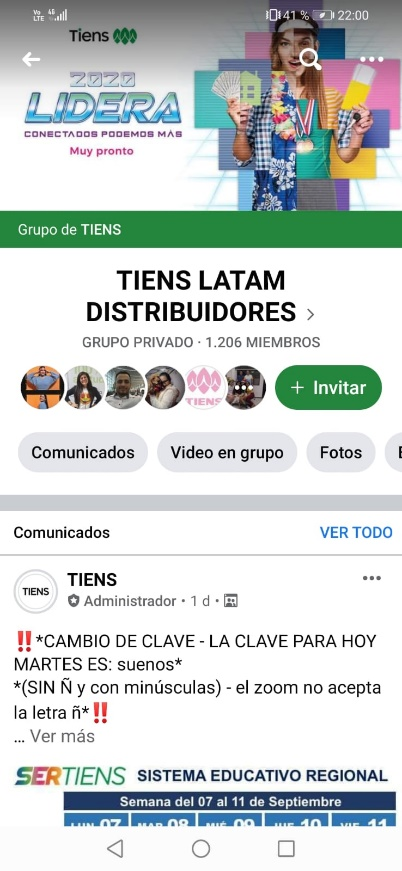 Vo LTE 4G 41 % 22:00
Tiens
2020
LIDERA
CONECTADOS PODEMOS MÁS
Muy pronto
Grupo de TIENS
TIENS LATAM
DISTRIBUIDORES >
GRUPO PRIVADO · 1.206 MIEMBROS
TIENS
+ Invitar
Comunicados Video en grupo Fotos
Comunicados VER TODO
TIENS
TIENS
Administrador • 1 d •
‼️*CAMBIO DE CLAVE - LA CLAVE PARA HOY
MARTES ES: suenos*
*(SIN Ñ y con minúsculas) - el zoom no acepta
la letra ñ*‼️
... Ver más
SERTIENS SISTEMA EDUCATIVO REGIONAL
Semana del 07 al 11 de Septiembre
LUN 07 MAR 08 MIÉ 09 JUE 10 VIE 11